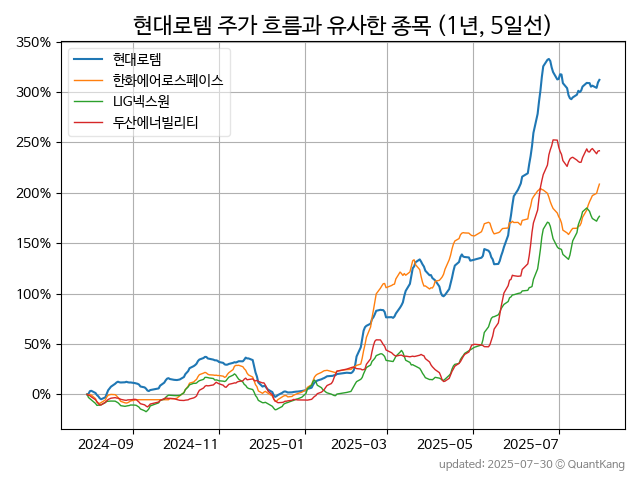 현대로템 주가 흐름과 유사한 종목 (1년, 5일선)
350%
300%
250%
200%
150%
100%
50%
0%
현대로템
한화에어로스페이스
LIG넥스원
두산에너빌리티
2024-09 2024-11 2025-01 2025-03 2025-05 2025-07
updated: 2025-07-30 © QuantKang